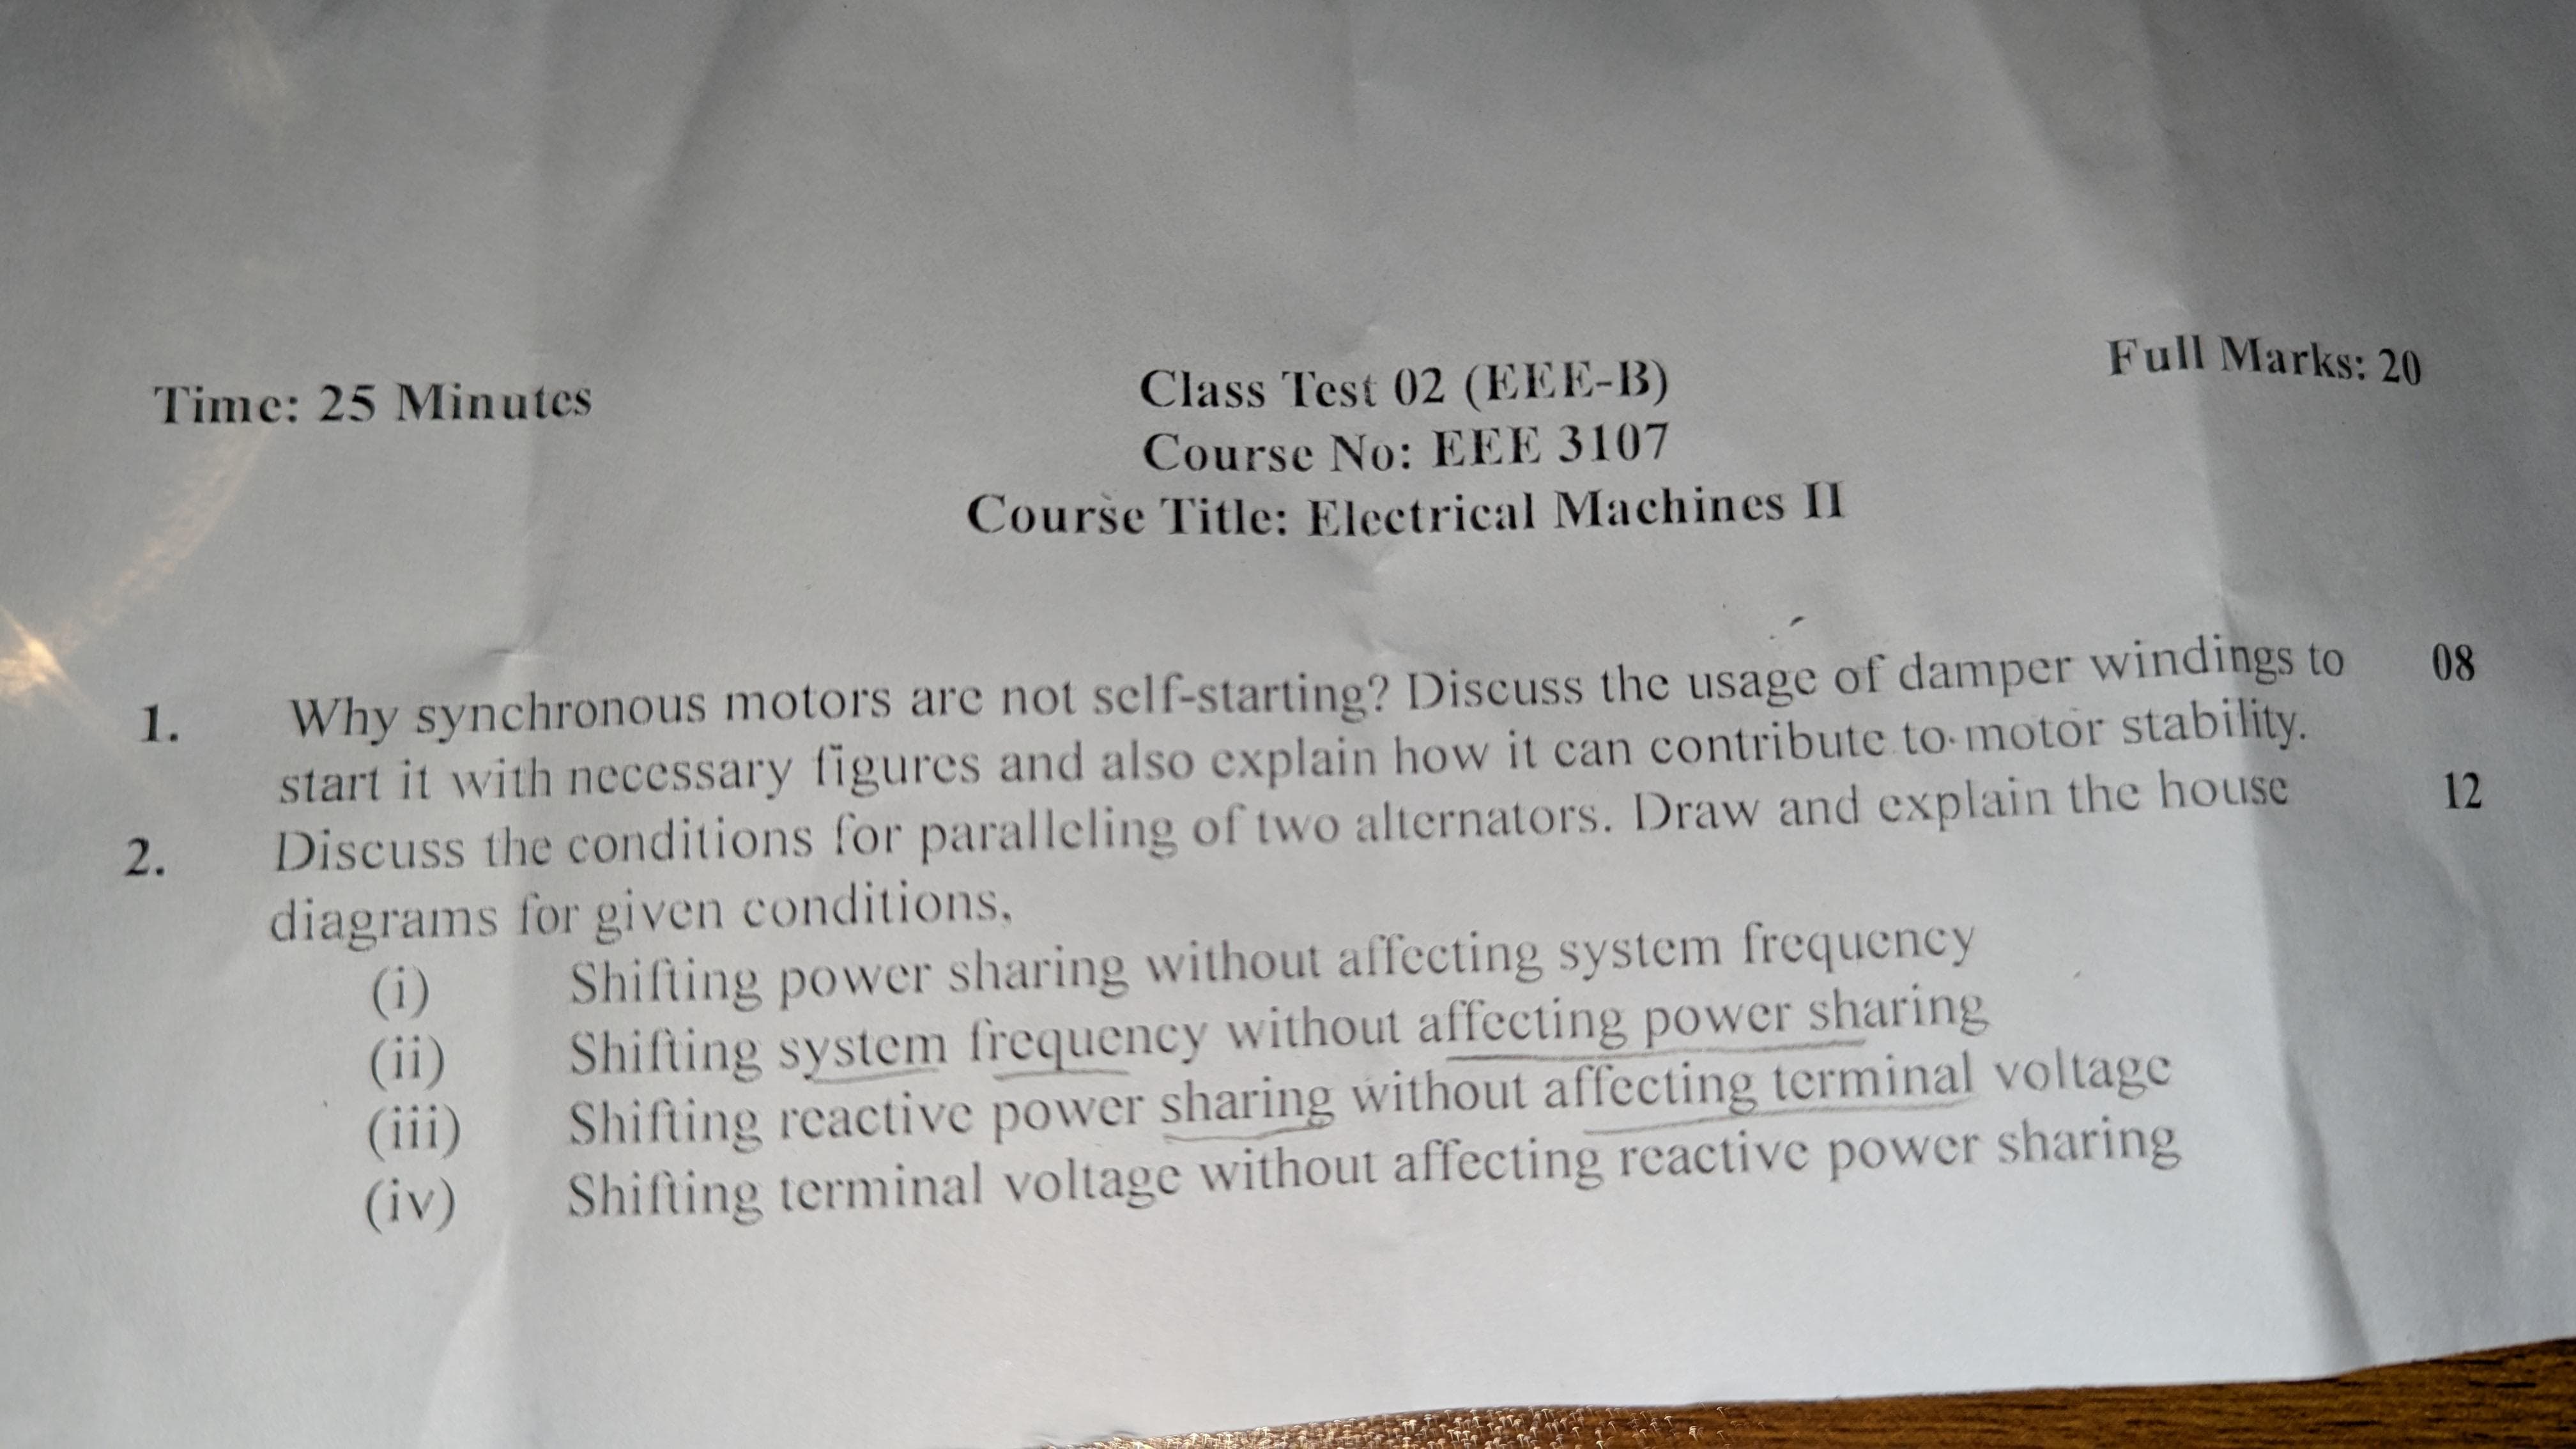 Time: 25 Minutes
Class Test 02 (EEE-B)
Full Marks: 20
Course No: EEE 3107
Course Title: Electrical Machines II
1. Why synchronous motors are not self-starting? Discuss the usage of damper windings to 08
start it with necessary figures and also explain how it can contribute to motor stability.
2. Discuss the conditions for paralleling of two alternators. Draw and explain the house 12
diagrams for given conditions,
(i) Shifting power sharing without affecting system frequency
(ii) Shifting system frequency without affecting power sharing
(iii) Shifting reactive power sharing without affecting terminal voltage
(iv) Shifting terminal voltage without affecting reactive power sharing